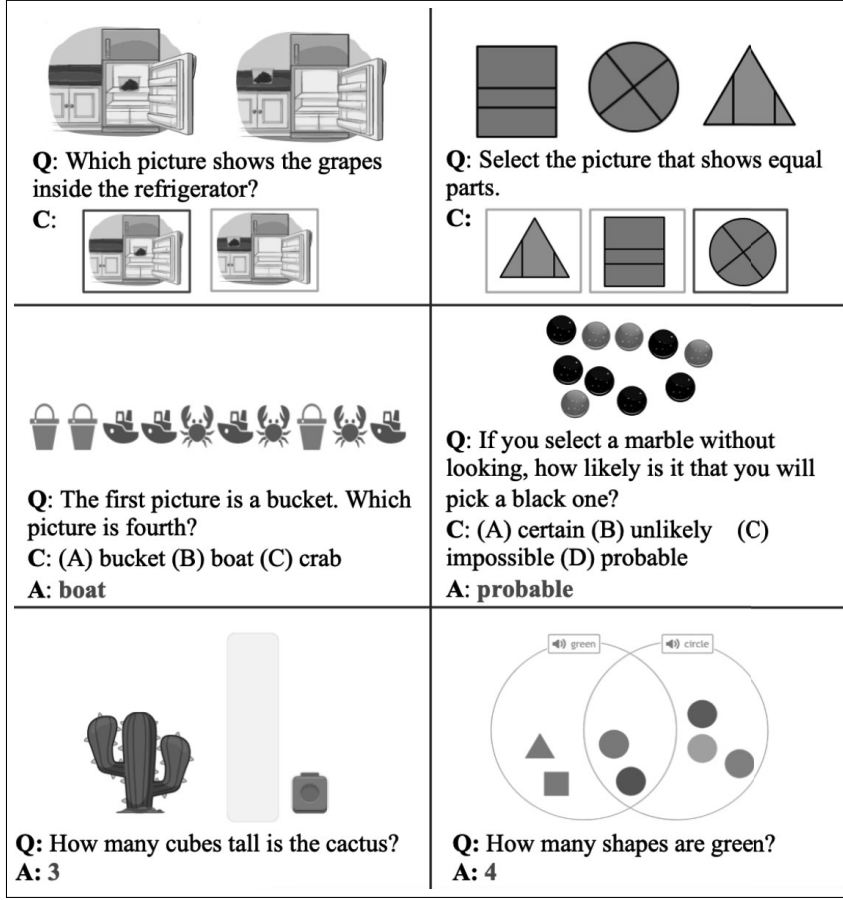 Q: Which picture shows the grapes
inside the refrigerator?
C:
Q: Select the picture that shows equal
parts.
C:
Q: The first picture is a bucket. Which
picture is fourth?
C: (A) bucket (B) boat (C) crab
A: boat
Q: If you select a marble without
looking, how likely is it that you will
pick a black one?
C: (A) certain (B) unlikely (C)
impossible (D) probable
A: probable
Q: How many cubes tall is the cactus?
A: 3
green
circle
Q: How many shapes are green?
A: 4